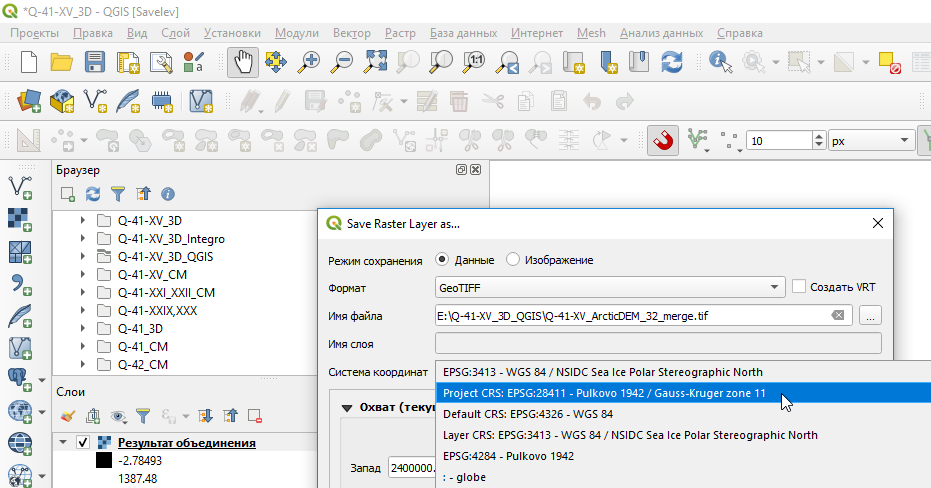 *Q-41-XV_3D - QGIS [Savelev]
Проекты Правка Вид Слой Установки Модули Вектор Растр База данных Интернет Mesh Анализ данных Справка
1:1
10 px
Браузер
Q-41-XV_3D
Q-41-XV_3D_Integro
Q-41-XV_3D_QGIS
Q-41-XV_CM
Q-41-XXI_XXII_CM
Q-41-XXIX,XXX
Q-41_3D
Q-41_CM
Q-42_CM
Слои
Результат объединения
-2.78493
1387.48
Save Raster Layer as...
Режим сохранения Данные Изображение
Формат GeoTIFF Создать VRT
Имя файла E:\Q-41-XV_3D_QGIS\Q-41-XV_ArcticDEM_32_merge.tif ...
Имя слоя
Система координат
EPSG:3413 - WGS 84 / NSIDC Sea Ice Polar Stereographic North
Project CRS: EPSG:28411 - Pulkovo 1942 / Gauss-Kruger zone 11
Default CRS: EPSG:4326 - WGS 84
Layer CRS: EPSG:3413 - WGS 84 / NSIDC Sea Ice Polar Stereographic North
EPSG:4284 - Pulkovo 1942
: - globe
Охват (теку
Запад 2400000.